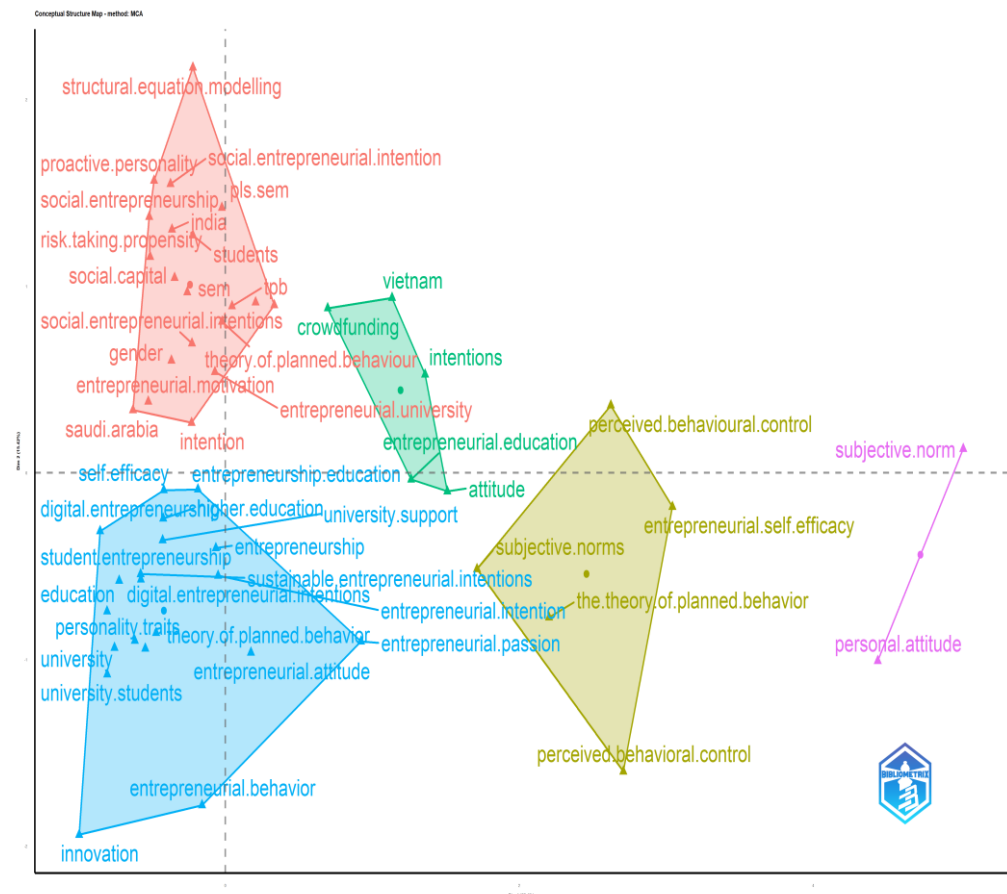 Conceptual Structure Map - method: MCA
structural.equation.modelling
proactive.personality
social.entrepreneurial.intention
social.entrepreneurship
pls.sem
india
risk.taking.propensity
students
social.capital
sem
tpb
social.entrepreneurial.intentions
gender
theory.of.planned.behaviour
entrepreneurial.motivation
entrepreneurial.university
saudi.arabia
intention
vietnam
crowdfunding
intentions
entrepreneurial.education
attitude
perceived.behavioural.control
subjective.norm
entrepreneurial.self.efficacy
subjective.norms
the.theory.of.planned.behavior
personal.attitude
perceived.behavioral.control
self.efficacy
entrepreneurship.education
digital.entrepreneurship
higher.education
university.support
student.entrepreneurship
entrepreneurship
sustainable.entrepreneurial.intentions
education
digital.entrepreneurial.intentions
entrepreneurial.intention
personality.traits
theory.of.planned.behavior
entrepreneurial.passion
university
entrepreneurial.attitude
university.students
entrepreneurial.behavior
innovation
BIBLIOMETRIX